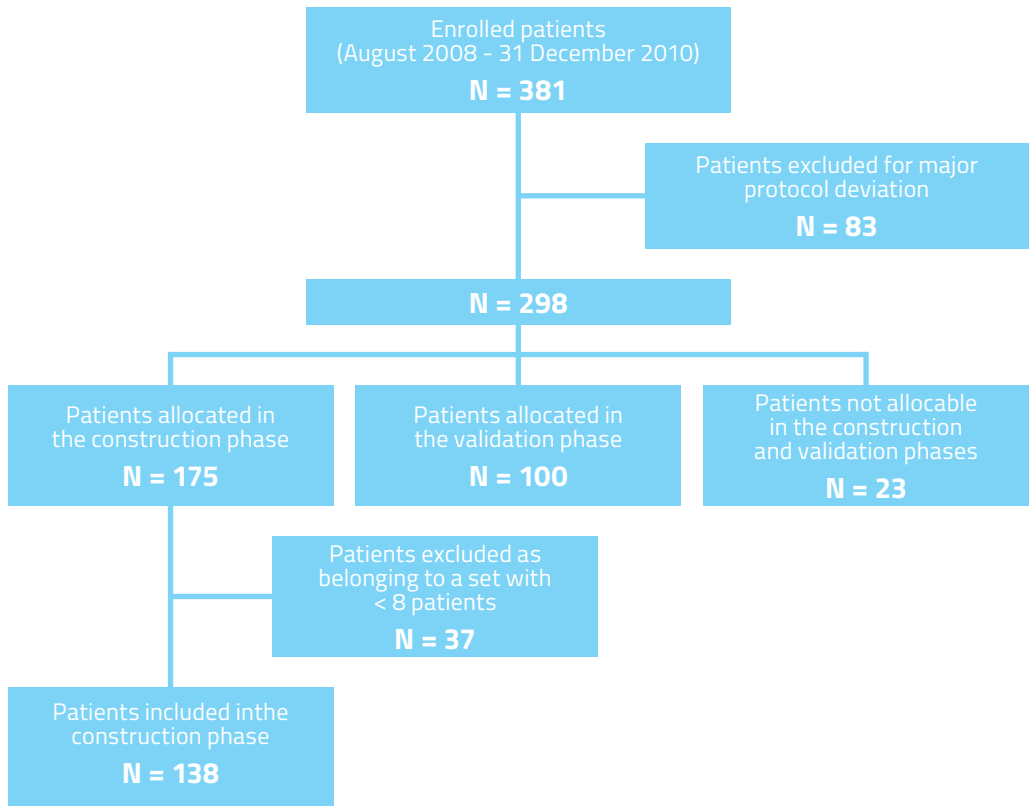 Enrolled patients
(August 2008 - 31 December 2010)
N = 381
Patients excluded for major
protocol deviation
N = 83
N = 298
Patients allocated in
the construction phase
N = 175
Patients allocated in
the validation phase
N = 100
Patients not allocable
in the construction
and validation phases
N = 23
Patients excluded as
belonging to a set with
< 8 patients
N = 37
Patients included inthe
construction phase
N = 138